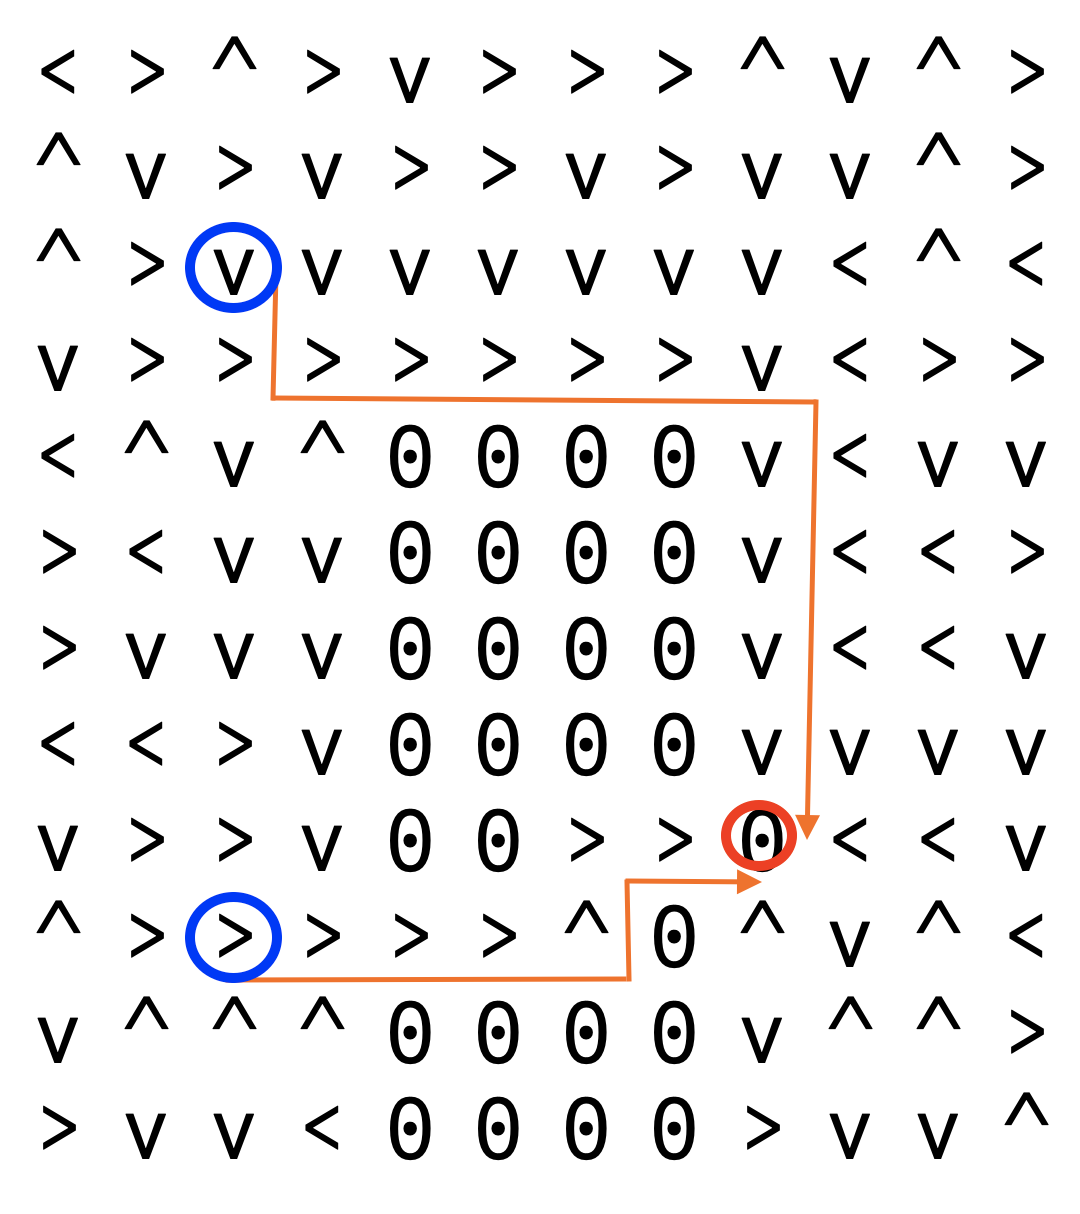 < > ^ > v > > > ^ v ^ >
^ v > v > > v > v v ^ >
^ > v v v v v v v < ^ <
v > > > > > > > v < > >
< ^ v ^ 0 0 0 0 v < v v
> < v v 0 0 0 0 v < < >
> v v v 0 0 0 0 v < < v
< < > v 0 0 0 0 v v v v
v > > v 0 0 > > 0 < < v
^ > > > > > ^ 0 ^ v ^ <
v ^ ^ ^ 0 0 0 0 v ^ ^ >
> v v < 0 0 0 0 > v v ^